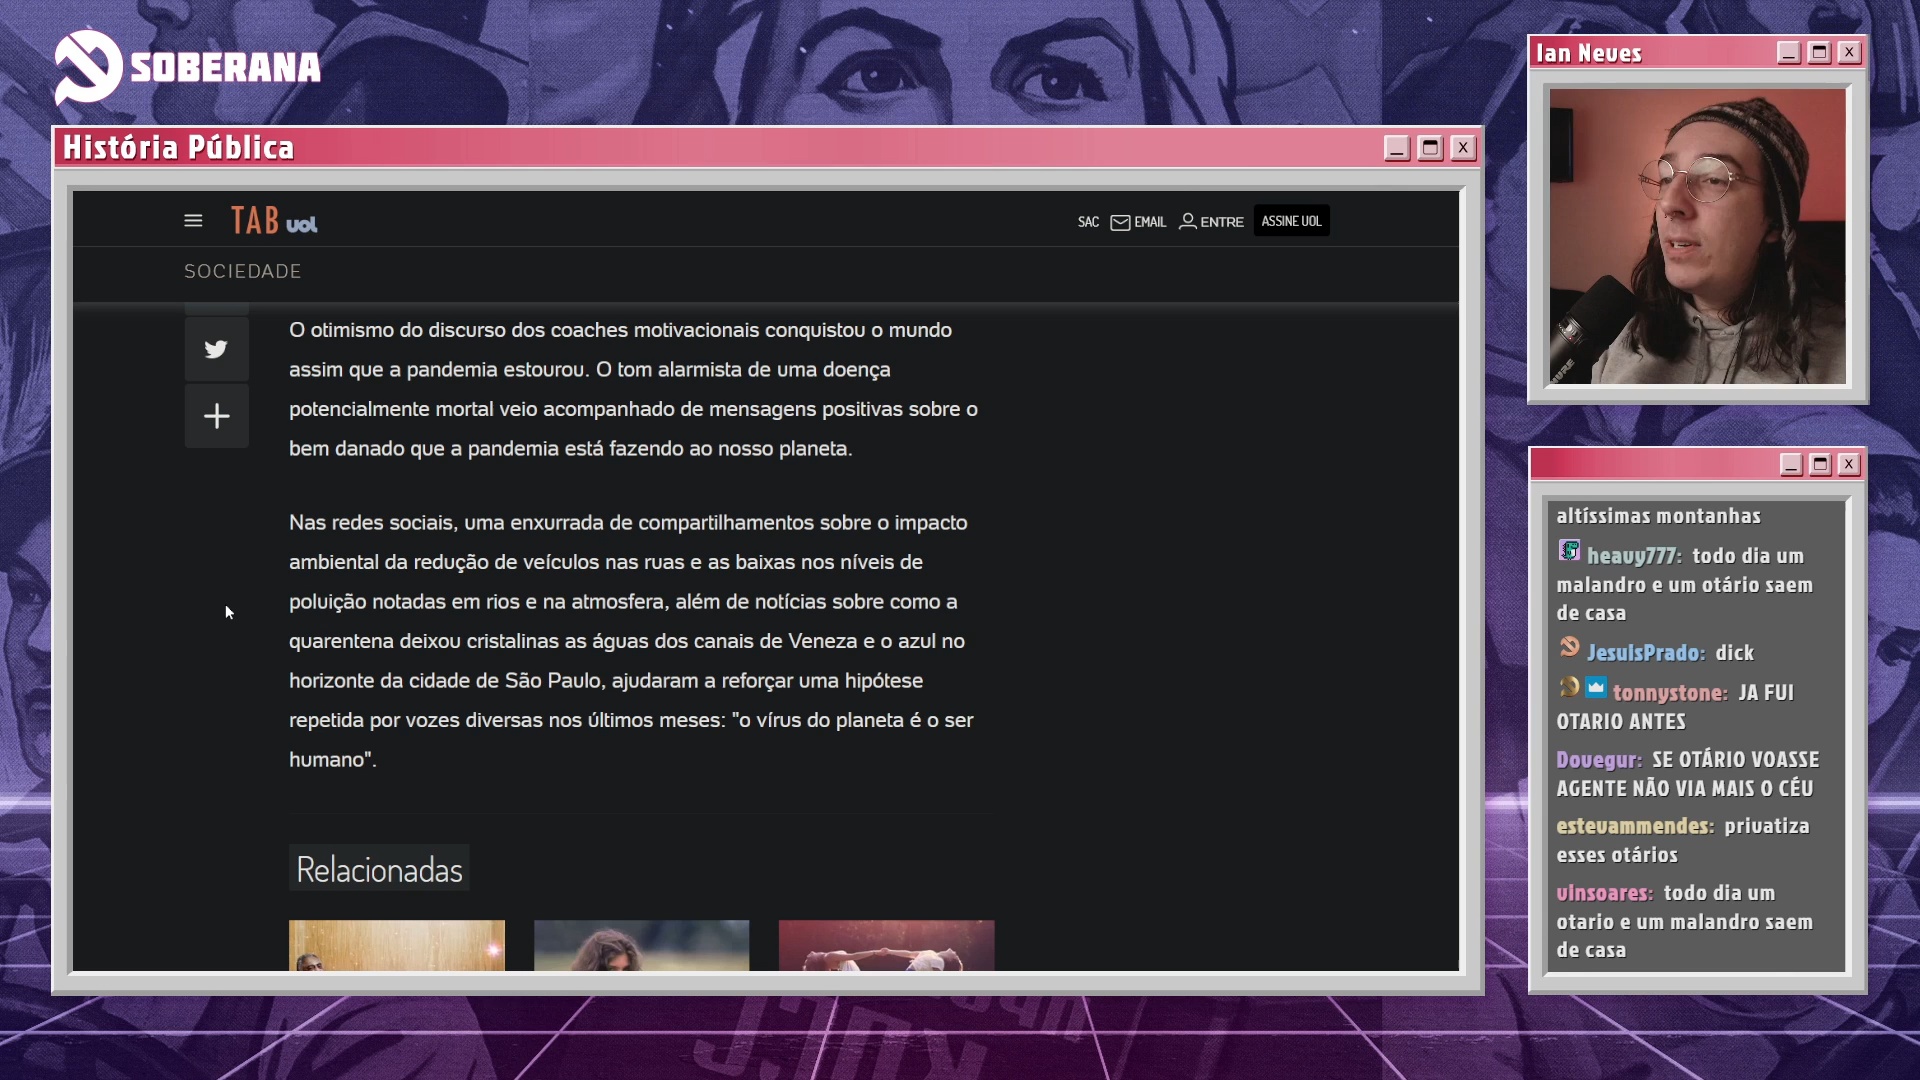 SOBERANA
História Pública
TAB uol
SAC EMAIL ENTRE ASSINE UOL
SOCIEDADE
O otimismo do discurso dos coaches motivacionais conquistou o mundo
assim que a pandemia estourou. O tom alarmista de uma doença
potencialmente mortal veio acompanhado de mensagens positivas sobre o
bem danado que a pandemia está fazendo ao nosso planeta.
Nas redes sociais, uma enxurrada de compartilhamentos sobre o impacto
ambiental da redução de veículos nas ruas e as baixas nos níveis de
poluição notadas em rios e na atmosfera, além de notícias sobre como a
quarentena deixou cristalinas as águas dos canais de Veneza e o azul no
horizonte da cidade de São Paulo, ajudaram a reforçar uma hipótese
repetida por vozes diversas nos últimos meses: "o vírus do planeta é o ser
humano".
Relacionadas
Ian Neves
altíssimas montanhas
heavy777: todo dia um
malandro e um otário saem
de casa
JesuisPrado: dick
tonnystone: JA FUI
OTARIO ANTES
Dovegur: SE OTÁRIO VOASSE
AGENTE NÃO VIA MAIS O CÉU
estevammendes: privatiza
esses otários
vinsoares: todo dia um
otario e um malandro saem
de casa